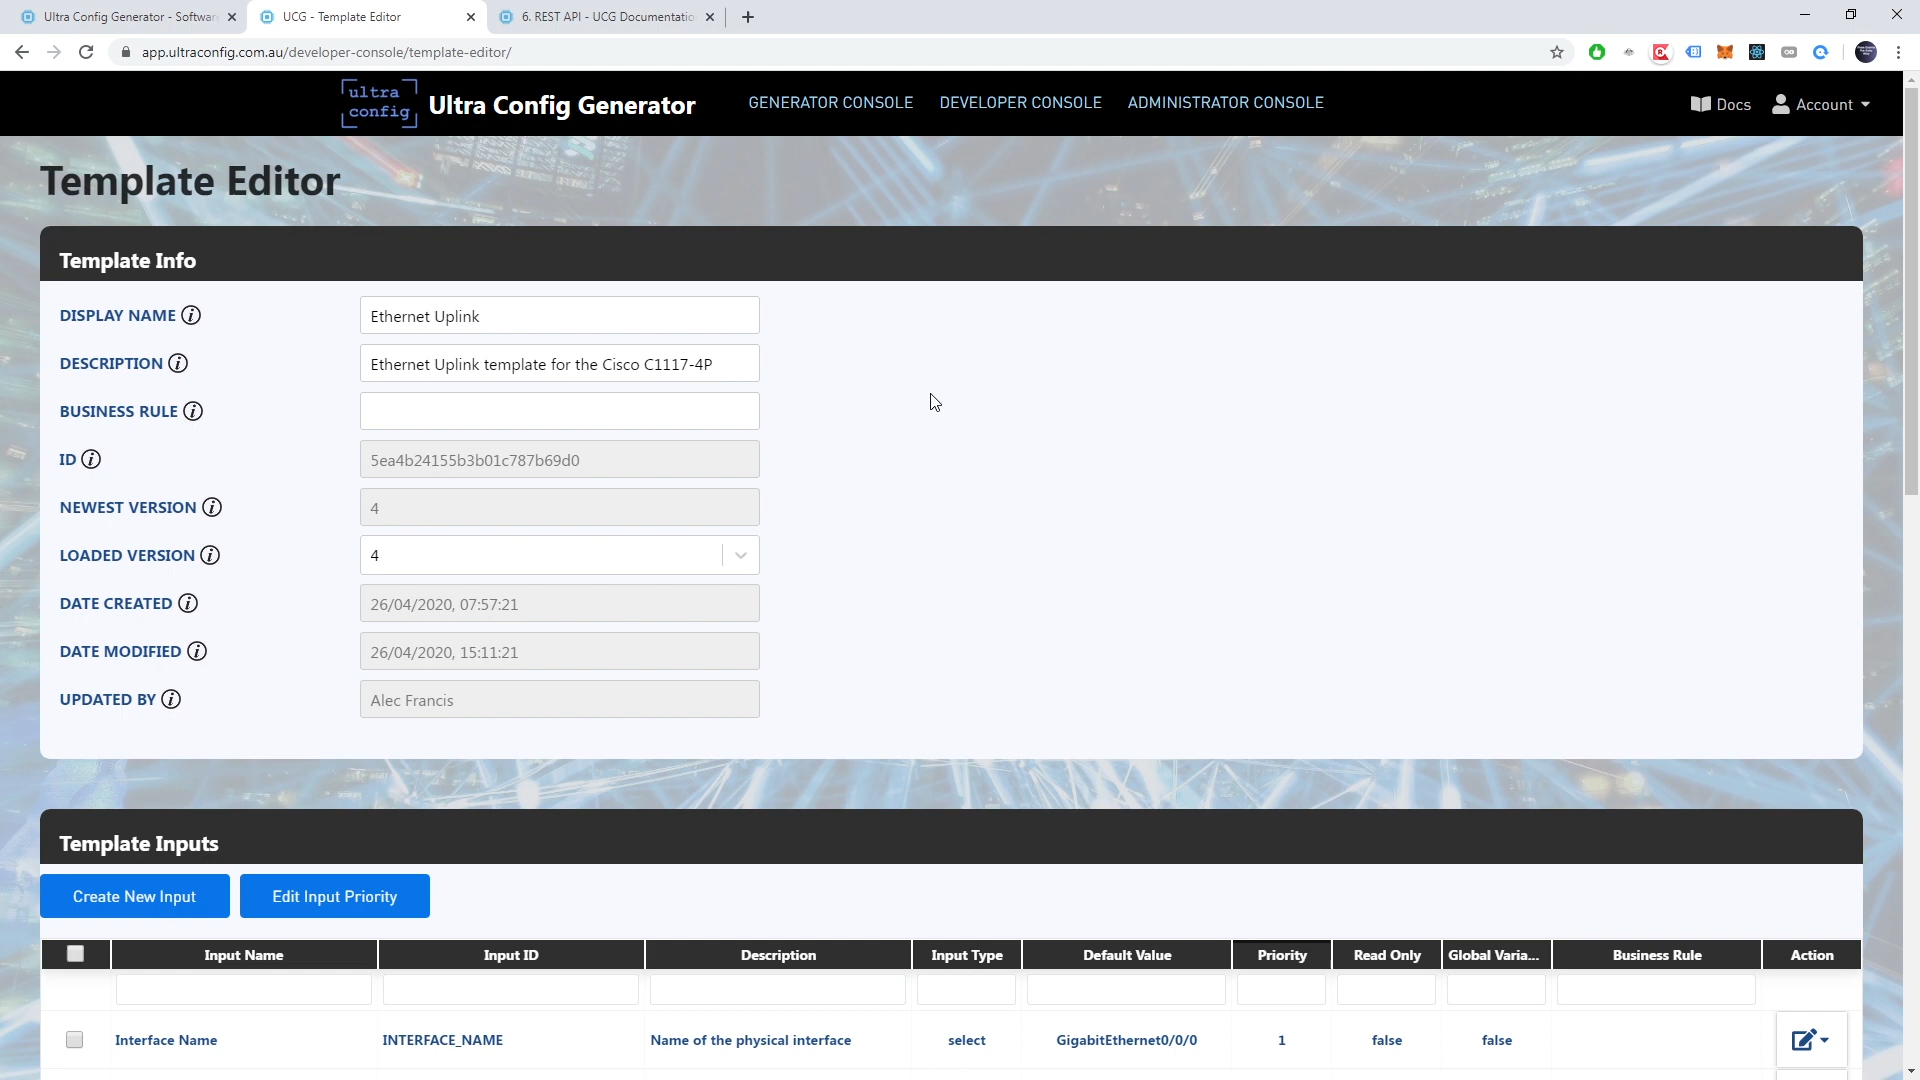 Ultra Config Generator - Softwar
UCG - Template Editor
6. REST API - UCG Documentatio
app.ultraconfig.com.au/developer-console/template-editor/
ultra
config
Ultra Config Generator
GENERATOR CONSOLE
DEVELOPER CONSOLE
ADMINISTRATOR CONSOLE
Docs
Account
Template Editor
Template Info
DISPLAY NAME i
Ethernet Uplink
DESCRIPTION i
Ethernet Uplink template for the Cisco C1117-4P
BUSINESS RULE i
ID i
5ea4b24155b3b01c787b69d0
NEWEST VERSION i
4
LOADED VERSION i
4
DATE CREATED i
26/04/2020, 07:57:21
DATE MODIFIED i
26/04/2020, 15:11:21
UPDATED BY i
Alec Francis
Template Inputs
Create New Input
Edit Input Priority
Input Name Input ID Description Input Type Default Value Priority Read Only Global Varia... Business Rule Action
Interface Name INTERFACE_NAME Name of the physical interface select GigabitEthernet0/0/0 1 false false